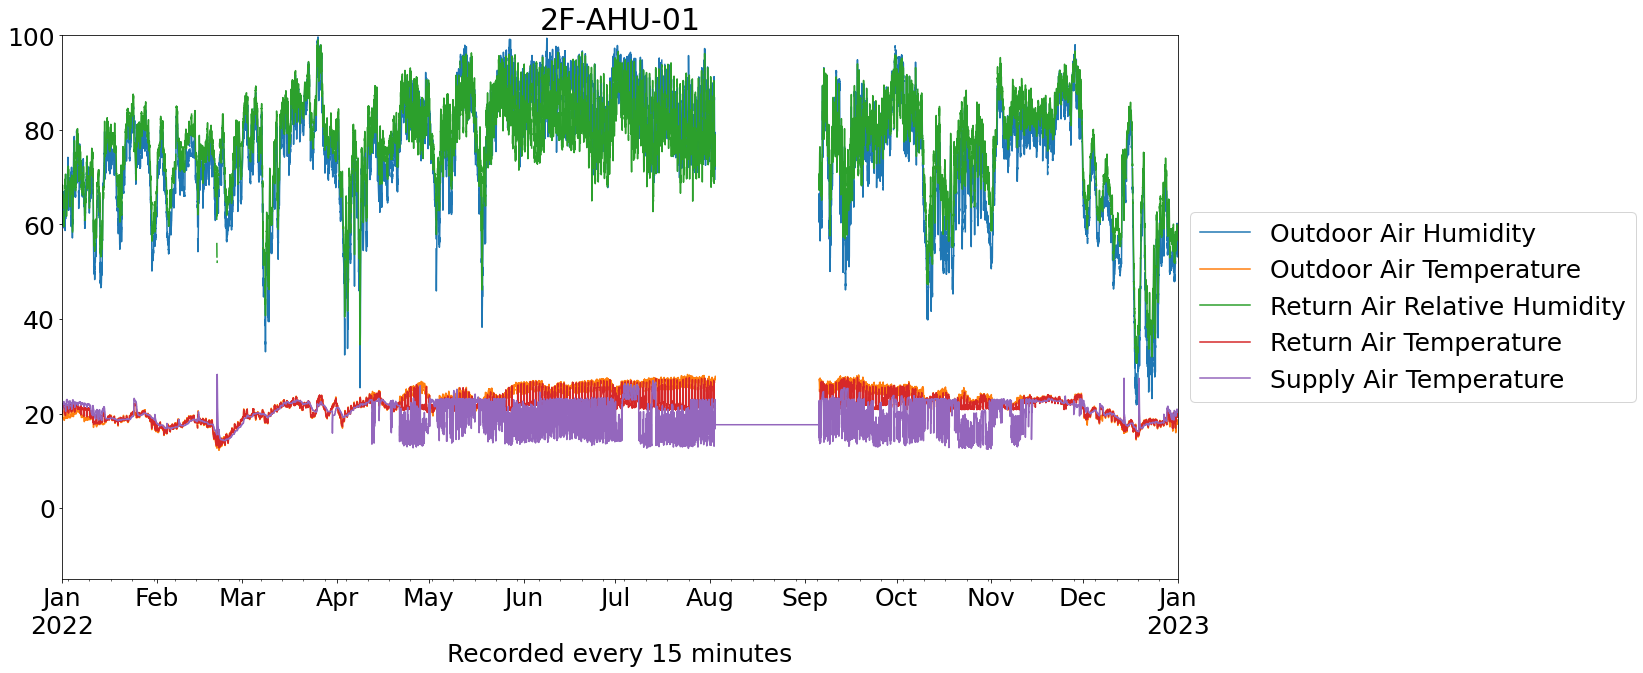 2F-AHU-01
100
80
60
40
20
0
Jan Feb Mar Apr May Jun Jul Aug Sep Oct Nov Dec Jan
2022 2023
Recorded every 15 minutes
Outdoor Air Humidity
Outdoor Air Temperature
Return Air Relative Humidity
Return Air Temperature
Supply Air Temperature